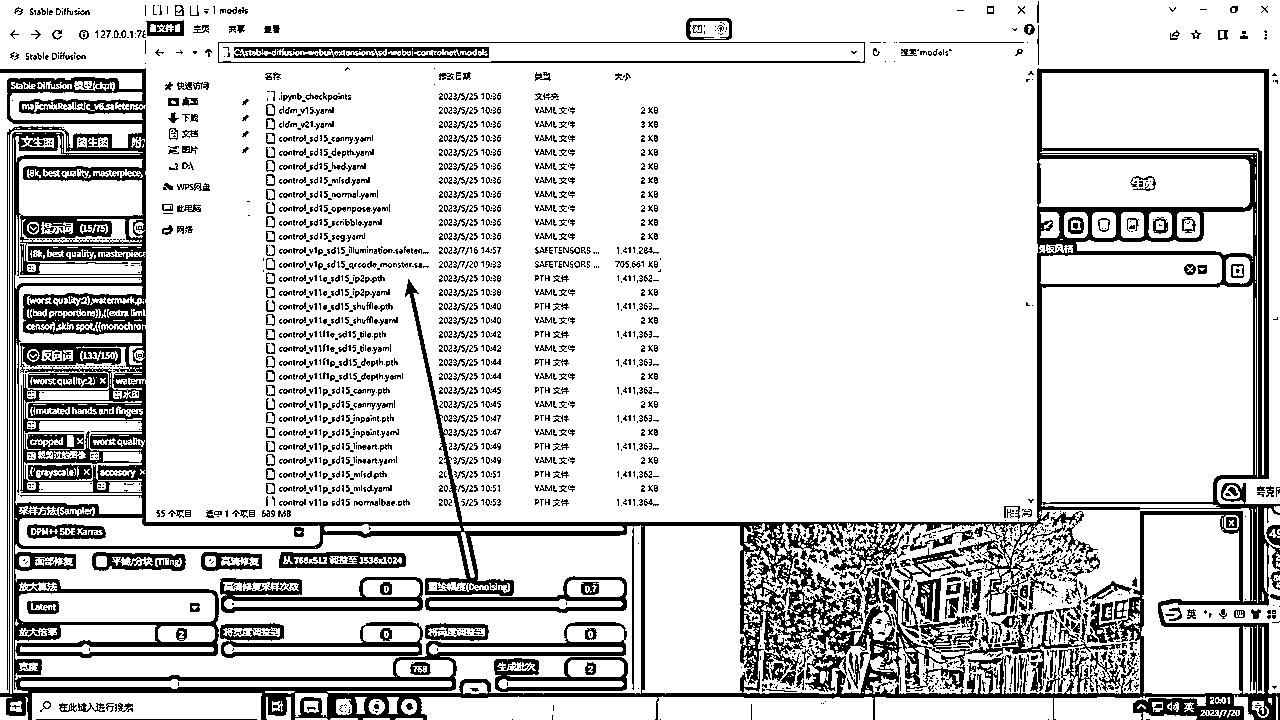 Stable Diffusion
1 models
文件 主页 共享 查看
127.0.0.1:78
C:\stable-diffusion-webui\extensions\sd-webui-controlnet\models
搜索"models"
Stable Diffusion
名称 修改日期 类型 大小
Stable Diffusion 模型(ckpt)
快速访问
majicmixRealistic_v6.safetensor
桌面
下载
文档
图片
D:\
WPS网盘
此电脑
网络
.ipynb_checkpoints 2023/5/25 10:36 文件夹
cldm_v15.yaml 2023/5/25 10:36 YAML 文件 2 KB
cldm_v21.yaml 2023/5/25 10:36 YAML 文件 3 KB
control_sd15_canny.yaml 2023/5/25 10:36 YAML 文件 2 KB
control_sd15_depth.yaml 2023/5/25 10:36 YAML 文件 2 KB
control_sd15_hed.yaml 2023/5/25 10:36 YAML 文件 2 KB
control_sd15_mlsd.yaml 2023/5/25 10:36 YAML 文件 2 KB
control_sd15_normal.yaml 2023/5/25 10:36 YAML 文件 2 KB
control_sd15_openpose.yaml 2023/5/25 10:36 YAML 文件 2 KB
control_sd15_scribble.yaml 2023/5/25 10:36 YAML 文件 2 KB
control_sd15_seg.yaml 2023/5/25 10:36 YAML 文件 2 KB
control_v1p_sd15_illumination.safeten... 2023/7/16 14:57 SAFETENSORS ... 1,411,284...
control_v1p_sd15_qrcode_monster.sa... 2023/7/20 19:33 SAFETENSORS ... 705,661 KB
control_v11e_sd15_ip2p.pth 2023/5/25 10:38 PTH 文件 1,411,362...
control_v11e_sd15_ip2p.yaml 2023/5/25 10:38 YAML 文件 2 KB
control_v11e_sd15_shuffle.pth 2023/5/25 10:40 PTH 文件 1,411,363...
control_v11e_sd15_shuffle.yaml 2023/5/25 10:40 YAML 文件 2 KB
control_v11f1e_sd15_tile.pth 2023/5/25 10:42 PTH 文件 1,411,363...
control_v11f1e_sd15_tile.yaml 2023/5/25 10:42 YAML 文件 2 KB
control_v11f1p_sd15_depth.pth 2023/5/25 10:44 PTH 文件 1,411,363...
control_v11f1p_sd15_depth.yaml 2023/5/25 10:44 YAML 文件 2 KB
control_v11p_sd15_canny.pth 2023/5/25 10:45 PTH 文件 1,411,362...
control_v11p_sd15_canny.yaml 2023/5/25 10:45 YAML 文件 2 KB
control_v11p_sd15_inpaint.pth 2023/5/25 10:47 PTH 文件 1,411,363...
control_v11p_sd15_inpaint.yaml 2023/5/25 10:47 YAML 文件 2 KB
control_v11p_sd15_lineart.pth 2023/5/25 10:49 PTH 文件 1,411,363...
control_v11p_sd15_lineart.yaml 2023/5/25 10:49 YAML 文件 2 KB
control_v11p_sd15_mlsd.pth 2023/5/25 10:51 PTH 文件 1,411,362...
control_v11p_sd15_mlsd.yaml 2023/5/25 10:51 YAML 文件 2 KB
control_v11p_sd15_normalbae.pth 2023/5/25 10:53 PTH 文件 1,411,364...
55 个项目 选中 1 个项目 689 MB
文生图 图生图
(8k, best quality, masterpiece,
提示词 (15/75)
(8k, best quality, masterpiece
(worst quality:2),watermark,p
((bad proportions)),((extra lim
censor),skin spot,((monochro
反向词 (133/150)
(worst quality:2) × waterm
水印
((mutated hands and fingers
cropped × worst quality
裁剪过的图像
((grayscale)) × accesory ×
生成
模板风格
夸克网
采样方法(Sampler)
DPM++ SDE Karras
面部修复 平铺/分块 (Tiling) 高清修复 从 768x512 调整至 1536x1024
放大算法 高清修复采样次数 0 重绘幅度(Denoising) 0.7
Latent
放大倍率 2 将宽度调整到 0 将高度调整到 0
宽度 768 生成批次 2
英
在此键入进行搜索
英 20:01
2023/7/20